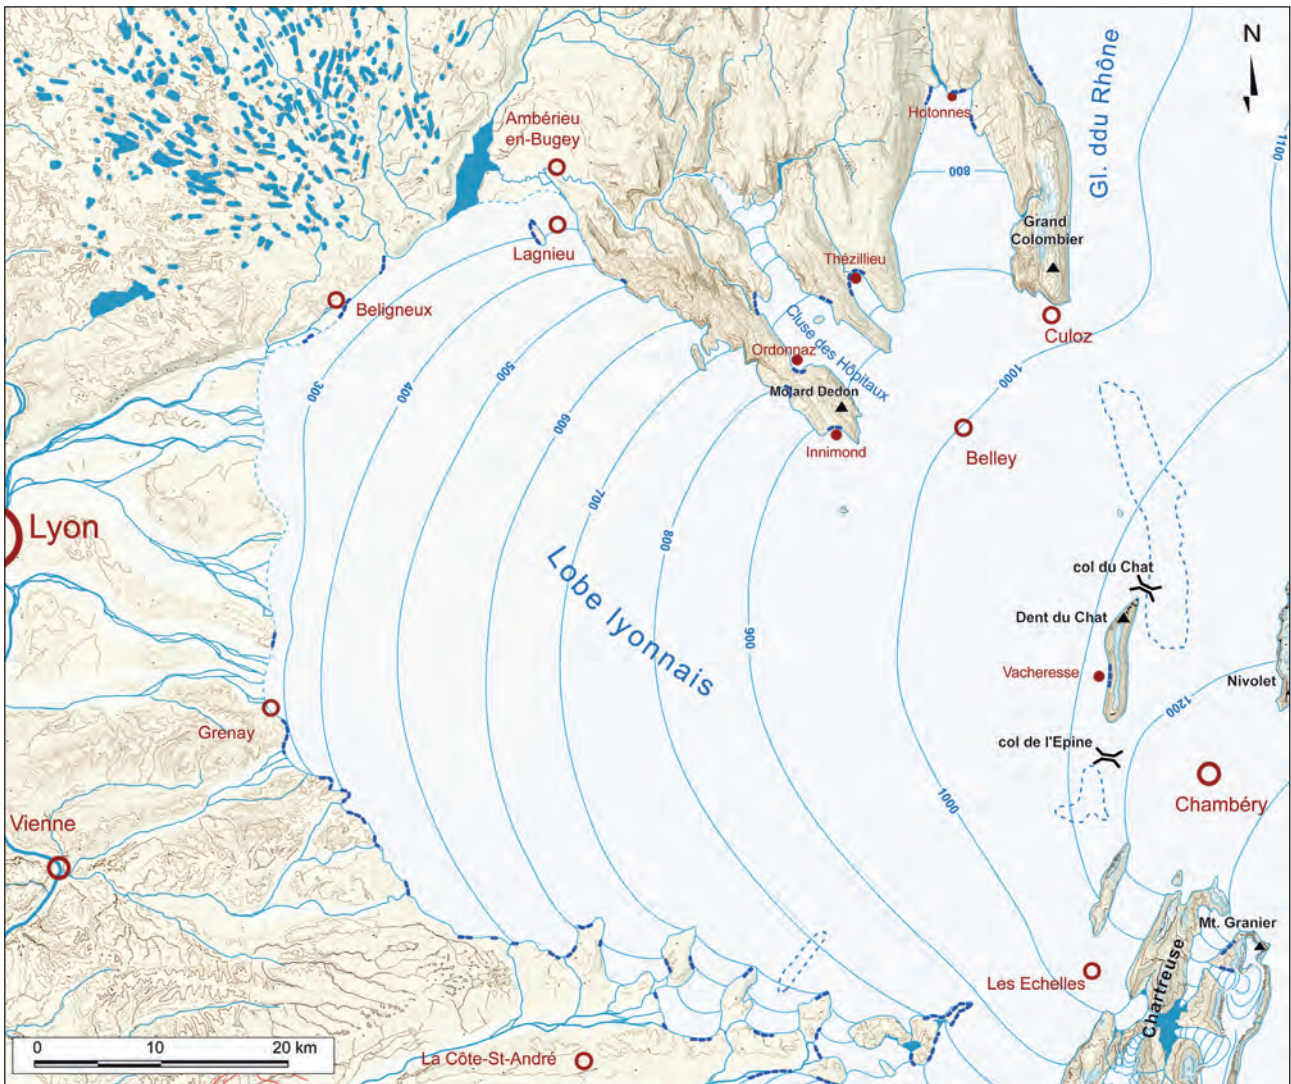 N
Hotonnes
Gl. ddu Rhône
1100
Ambérieu
en-Bugey
800
Grand
Colombier
Lagnieu
Thézillieu
Beligneux
Culoz
Cluse des Hôpitaux
Ordonnaz
Molard Dedon
Innimond
1000
Belley
300
400
500
600
700
800
900
Lyon
Lobe lyonnais
col du Chat
Dent du Chat
Vacheresse
Nivolet
1200
Grenay
col de l'Epine
Chambéry
1000
Vienne
Mt. Granier
Les Echelles
Chartreuse
La Côte-St-André
0 10 20 km